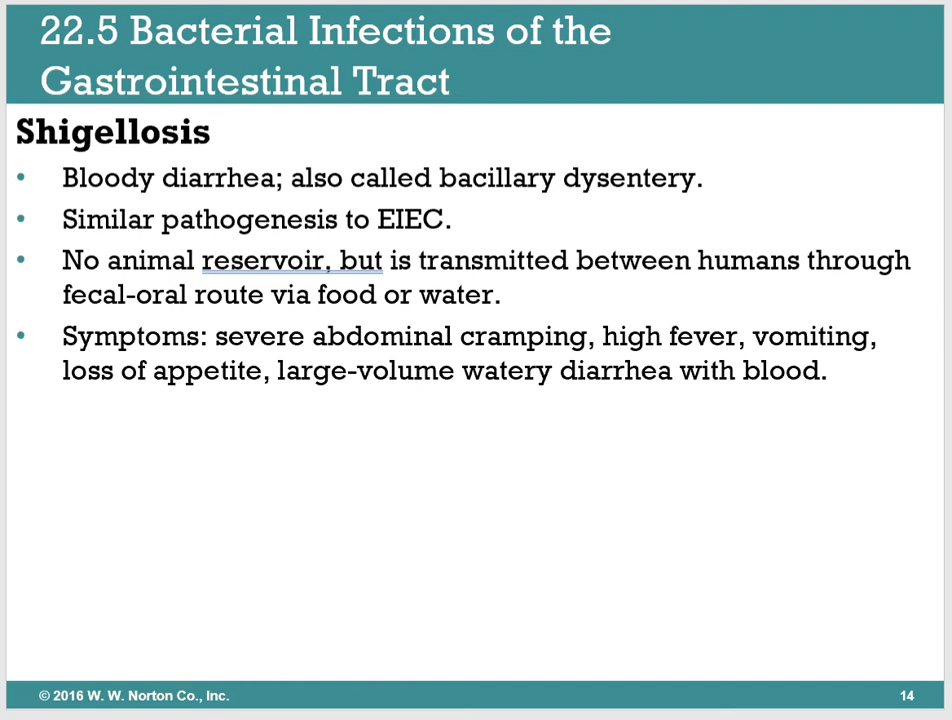 22.5 Bacterial Infections of the
Gastrointestinal Tract
Shigellosis
• Bloody diarrhea; also called bacillary dysentery.
• Similar pathogenesis to EIEC.
• No animal reservoir, but is transmitted between humans through
fecal-oral route via food or water.
• Symptoms: severe abdominal cramping, high fever, vomiting,
loss of appetite, large-volume watery diarrhea with blood.
© 2016 W. W. Norton Co., Inc.
14